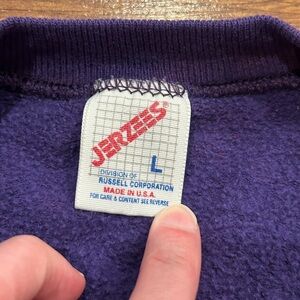 JERZEES®
L
DIVISION OF
RUSSELL CORPORATION
MADE IN U.S.A.
FOR CARE & CONTENT SEE REVERSE